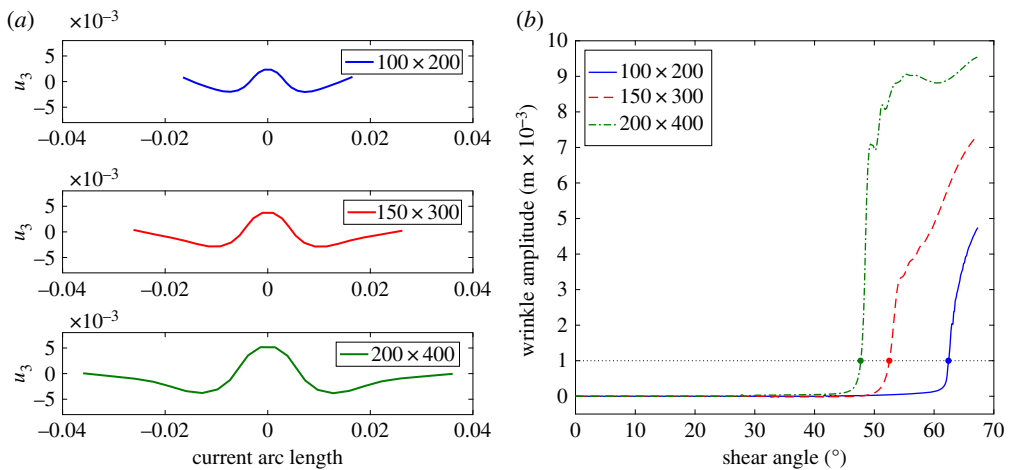 (a)
×10⁻³
u₃
5
0
−5
100 × 200
−0.04 −0.02 0 0.02 0.04
×10⁻³
u₃
5
0
−5
150 × 300
−0.04 −0.02 0 0.02 0.04
×10⁻³
u₃
5
0
−5
200 × 400
−0.04 −0.02 0 0.02 0.04
current arc length
(b)
wrinkle amplitude (m × 10⁻³)
10
9
8
7
6
5
4
3
2
1
0
100 × 200
150 × 300
200 × 400
0 10 20 30 40 50 60 70
shear angle (°)